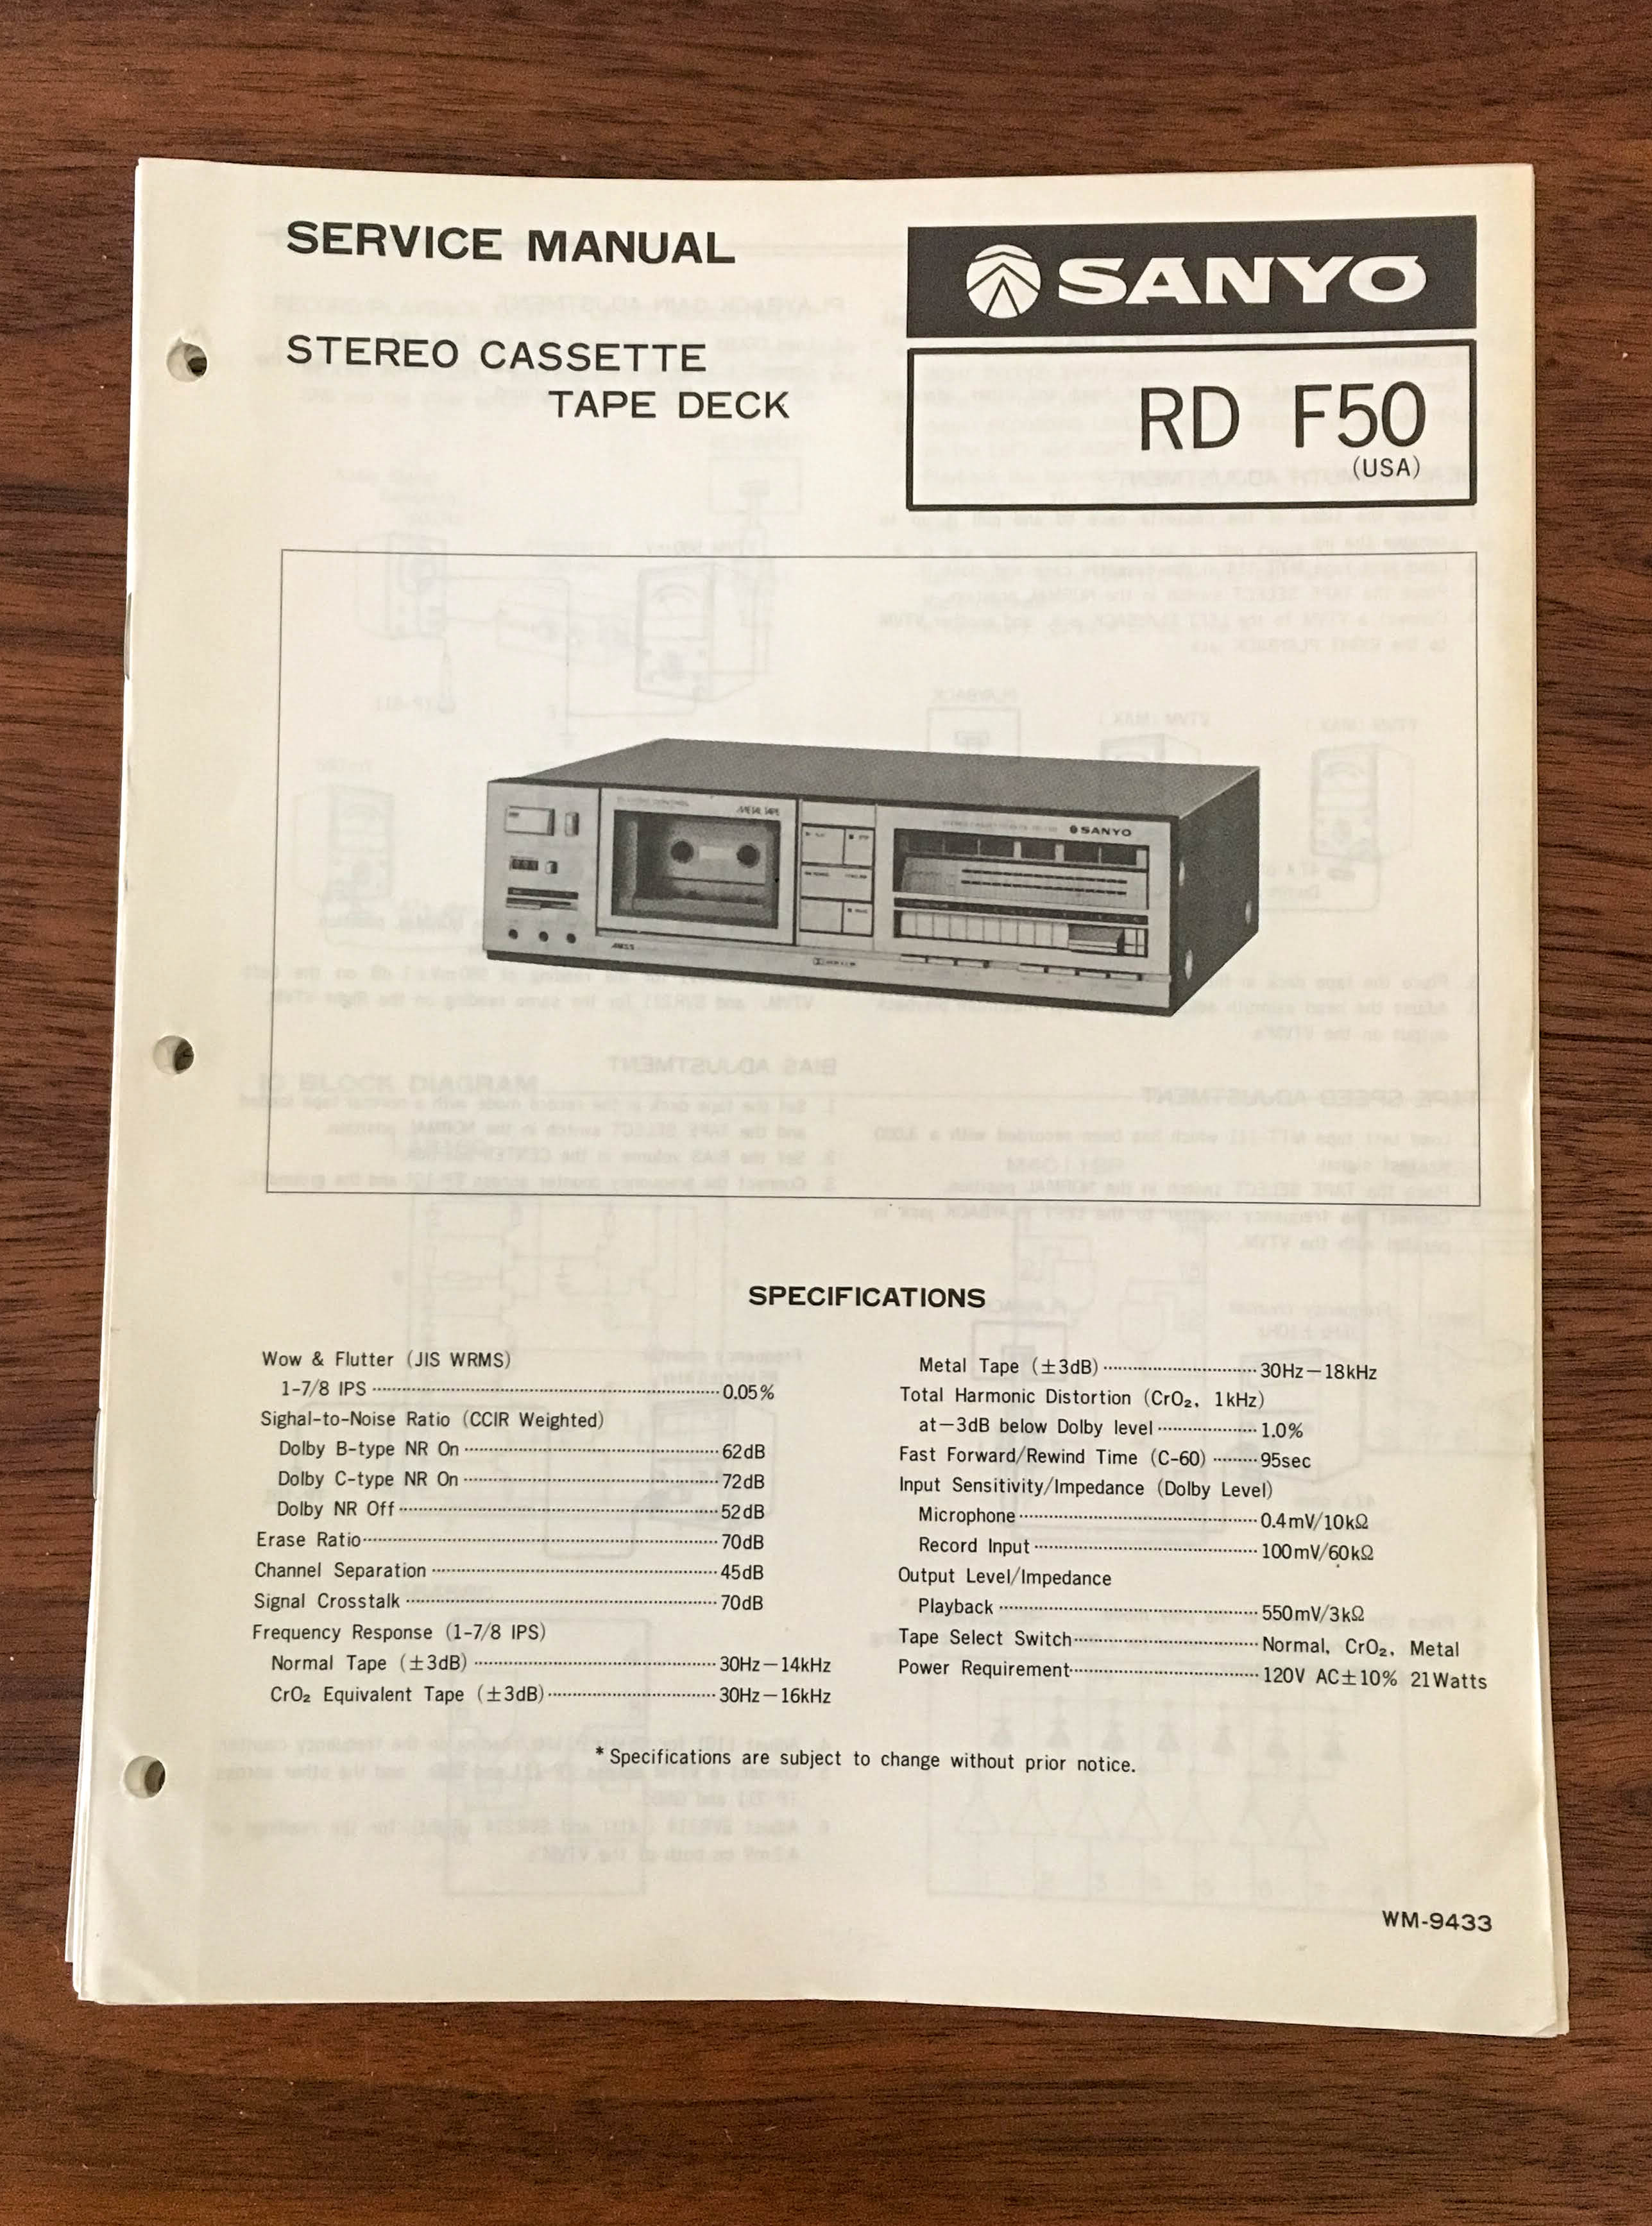 SERVICE MANUAL
STEREO CASSETTE
TAPE DECK
SANYO
RD F50
(USA)
METAL TAPE
SANYO
AMSS
SPECIFICATIONS
Wow & Flutter (JIS WRMS)
1-7/8 IPS 0.05%
Sighal-to-Noise Ratio (CCIR Weighted)
Dolby B-type NR On 62dB
Dolby C-type NR On 72dB
Dolby NR Off 52dB
Erase Ratio 70dB
Channel Separation 45dB
Signal Crosstalk 70dB
Frequency Response (1-7/8 IPS)
Normal Tape (±3dB) 30Hz—14kHz
CrO₂ Equivalent Tape (±3dB) 30Hz—16kHz
Metal Tape (±3dB) 30Hz—18kHz
Total Harmonic Distortion (CrO₂, 1kHz)
at—3dB below Dolby level 1.0%
Fast Forward/Rewind Time (C-60) 95sec
Input Sensitivity/Impedance (Dolby Level)
Microphone 0.4mV/10kΩ
Record Input 100mV/60kΩ
Output Level/Impedance
Playback 550mV/3kΩ
Tape Select Switch Normal, CrO₂, Metal
Power Requirement 120V AC±10% 21Watts
*Specifications are subject to change without prior notice.
WM-9433